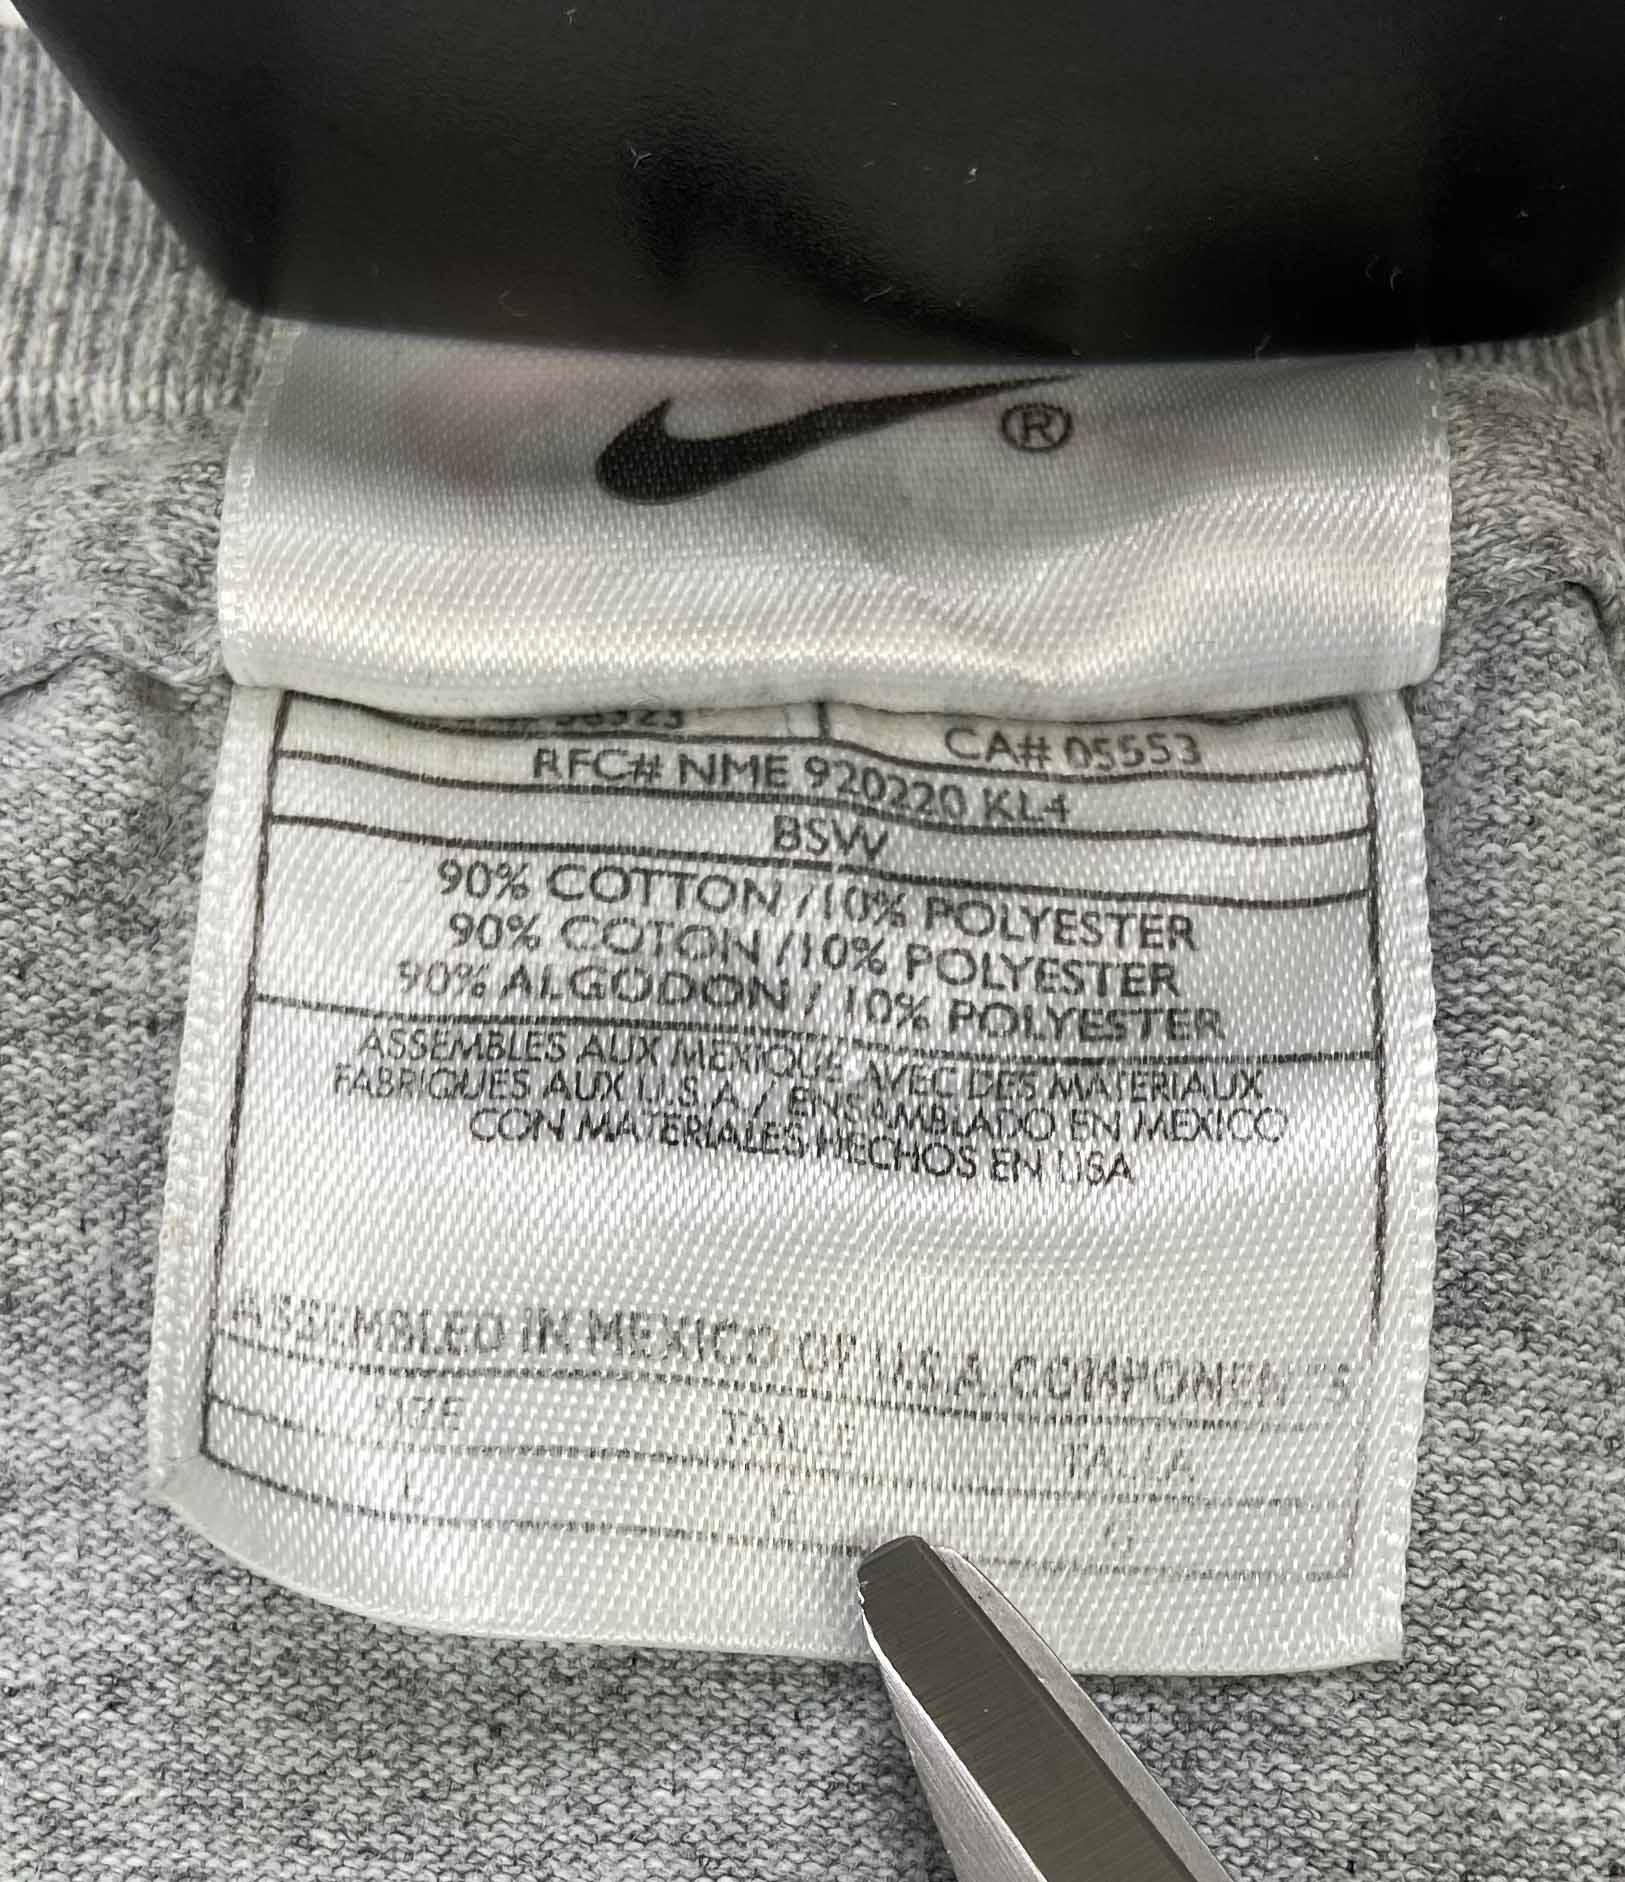 ®
CA# 05553
RFC# NME 920220 KL4
BSW
90% COTTON / 10% POLYESTER
90% COTON / 10% POLYESTER
90% ALGODON / 10% POLYESTER
ASSEMBLES AUX MEXIQUE AVEC DES MATERIAUX
FABRIQUES AUX U.S.A / ENSAMBLADO EN MEXICO
CON MATERIALES HECHOS EN USA
ASSEMBLED IN MEXICO OF U.S.A. COMPONENTS
SIZE TAILLE TALLA
L G G